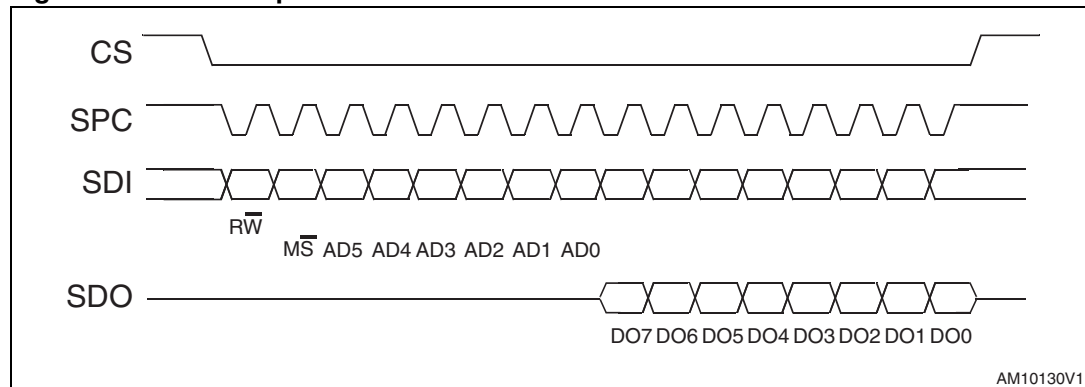 CS
SPC
SDI
RW̅
MS̅ AD5 AD4 AD3 AD2 AD1 AD0
SDO
DO7 DO6 DO5 DO4 DO3 DO2 DO1 DO0
AM10130V1